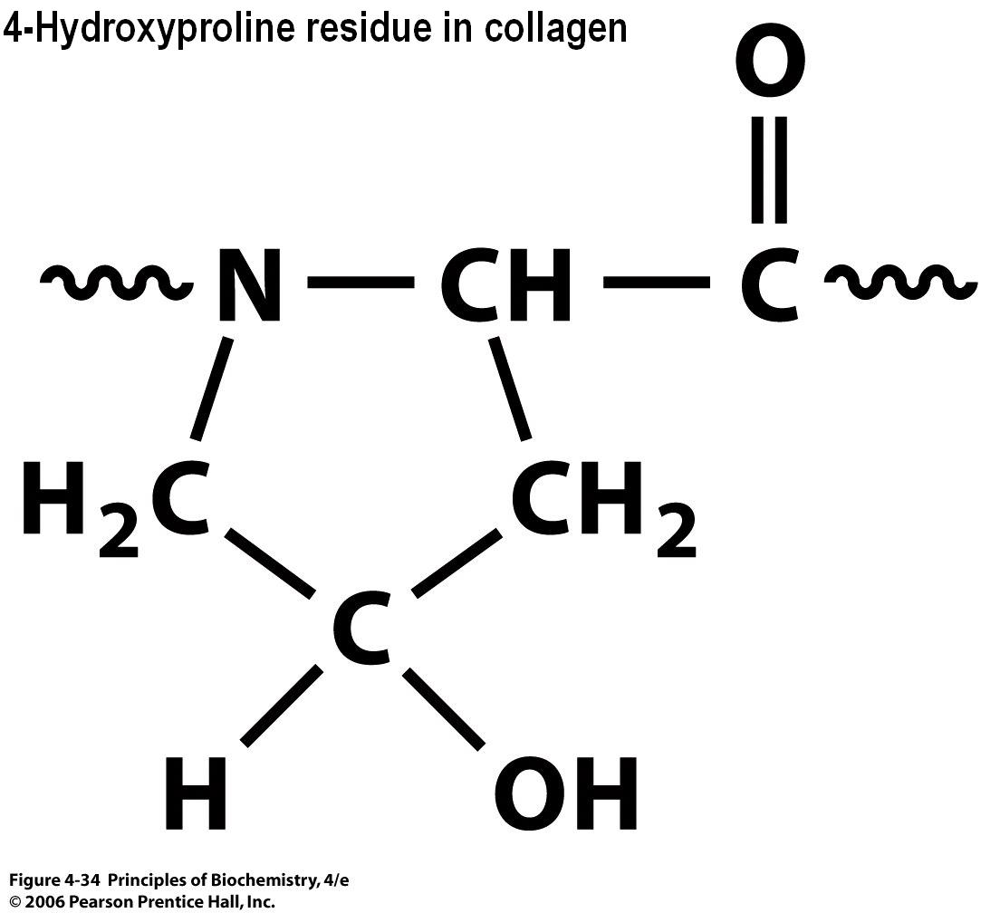 4-Hydroxyproline residue in collagen
O
N CH C
H₂C CH₂
C
H OH
Figure 4-34 Principles of Biochemistry, 4/e
© 2006 Pearson Prentice Hall, Inc.